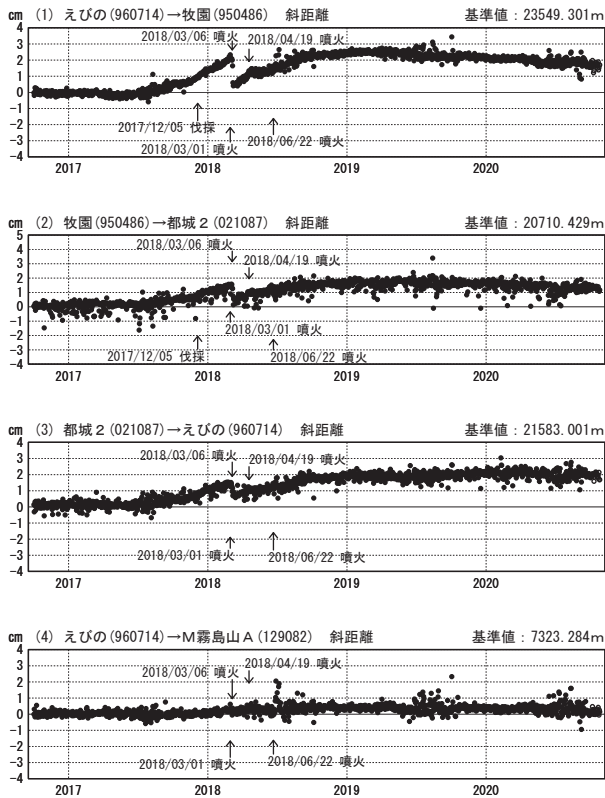 cm (1) えびの(960714)→牧園(950486) 斜距離 基準値：23549.301m
4
3
2
1
0
-1
-2
-3
-4
2018/03/06 噴火
2018/04/19 噴火
2017/12/05 伐採
2018/03/01 噴火
2018/06/22 噴火
2017 2018 2019 2020
cm (2) 牧園(950486)→都城２(021087) 斜距離 基準値：20710.429m
5
4
3
2
1
0
-1
-2
-3
-4
2018/03/06 噴火
2018/04/19 噴火
2018/03/01 噴火
2017/12/05 伐採
2018/06/22 噴火
2017 2018 2019 2020
cm (3) 都城２(021087)→えびの(960714) 斜距離 基準値：21583.001m
4
3
2
1
0
-1
-2
-3
-4
2018/03/06 噴火
2018/04/19 噴火
2018/03/01 噴火
2018/06/22 噴火
2017 2018 2019 2020
cm (4) えびの(960714)→Ｍ霧島山Ａ(129082) 斜距離 基準値：7323.284m
4
3
2
1
0
-1
-2
-3
-4
2018/03/06 噴火
2018/04/19 噴火
2018/03/01 噴火
2018/06/22 噴火
2017 2018 2019 2020